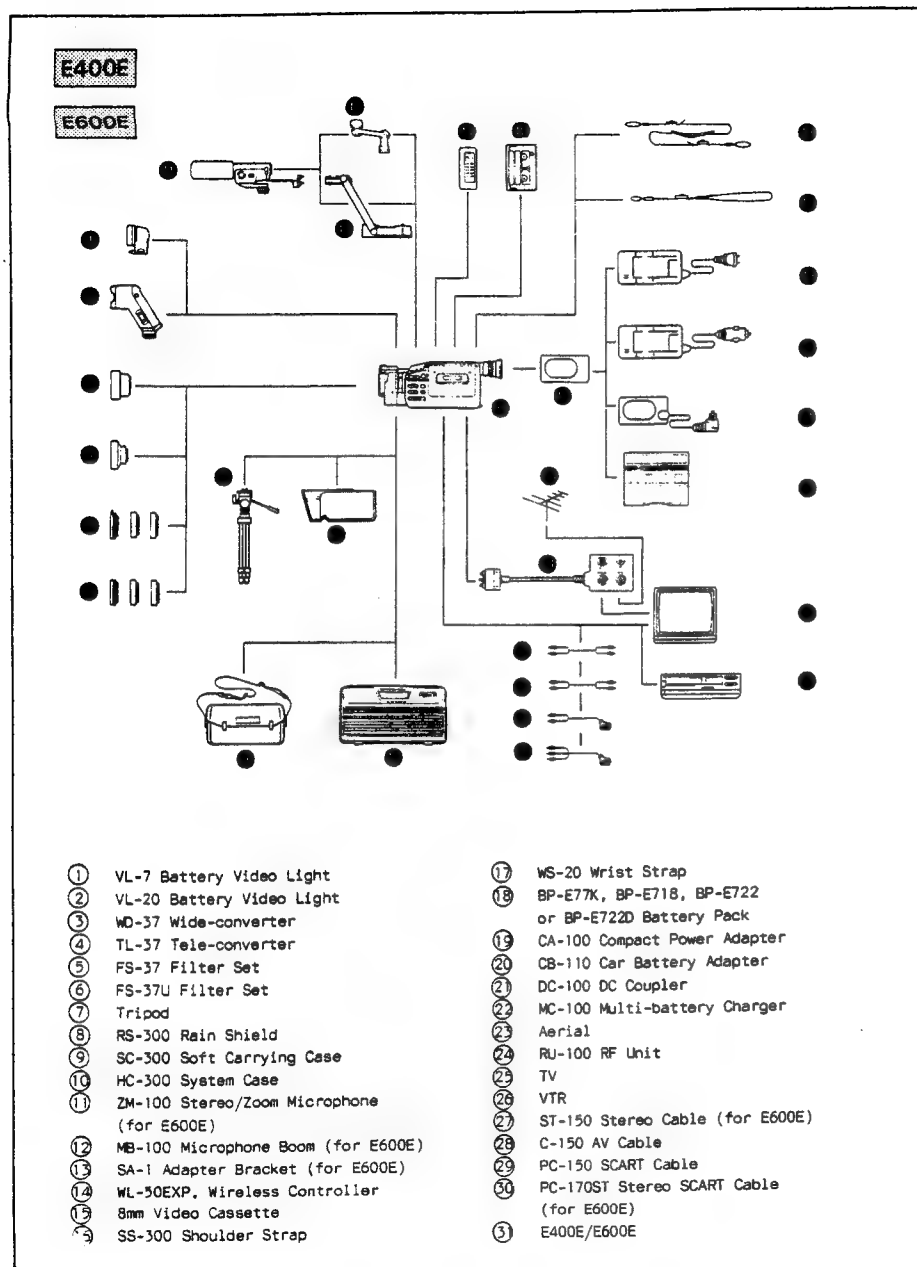 E400E
E600E
① VL-7 Battery Video Light
② VL-20 Battery Video Light
③ WD-37 Wide-converter
④ TL-37 Tele-converter
⑤ FS-37 Filter Set
⑥ FS-37U Filter Set
⑦ Tripod
⑧ RS-300 Rain Shield
⑨ SC-300 Soft Carrying Case
⑩ HC-300 System Case
⑪ ZM-100 Stereo/Zoom Microphone
(for E600E)
⑫ MB-100 Microphone Boom (for E600E)
⑬ SA-1 Adapter Bracket (for E600E)
⑭ WL-50EXP, Wireless Controller
⑮ 8mm Video Cassette
SS-300 Shoulder Strap
⑰ WS-20 Wrist Strap
⑱ BP-E77K, BP-E718, BP-E722
or BP-E722D Battery Pack
⑲ CA-100 Compact Power Adapter
⑳ CB-110 Car Battery Adapter
㉑ DC-100 DC Coupler
㉒ MC-100 Multi-battery Charger
㉓ Aerial
㉔ RU-100 RF Unit
㉕ TV
㉖ VTR
㉗ ST-150 Stereo Cable (for E600E)
㉘ C-150 AV Cable
㉙ PC-150 SCART Cable
㉚ PC-170ST Stereo SCART Cable
(for E600E)
㉛ E400E/E600E